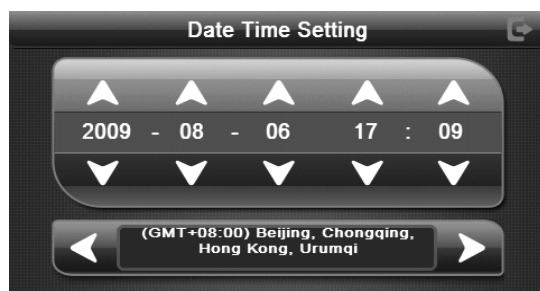 Date Time Setting
2009 - 08 - 06 17 : 09
(GMT+08:00) Beijing, Chongqing,
Hong Kong, Urumqi